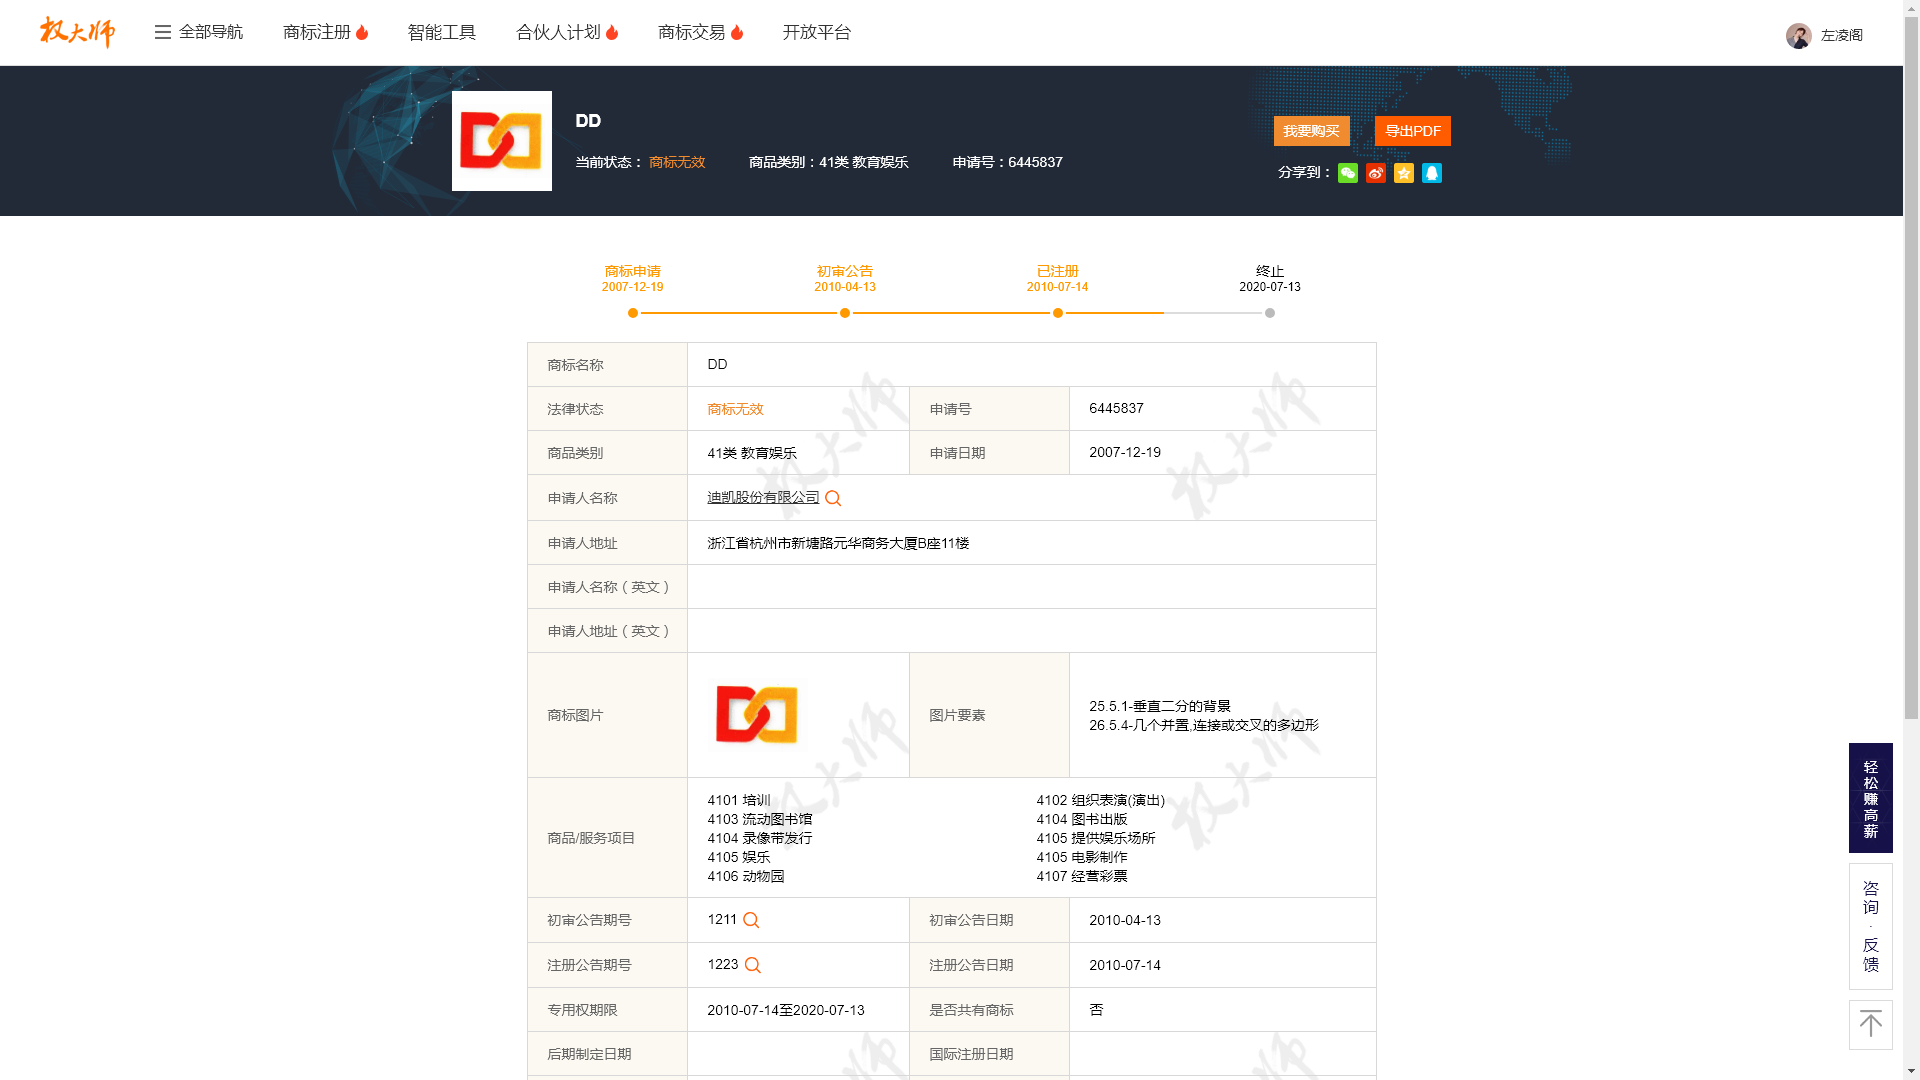 权大师
全部导航
商标注册
智能工具
合伙人计划
商标交易
开放平台
左凌阁
DD
当前状态： 商标无效 商品类别：41类 教育娱乐 申请号：6445837
我要购买
导出PDF
分享到：
商标申请
2007-12-19
初审公告
2010-04-13
已注册
2010-07-14
终止
2020-07-13
商标名称 DD
法律状态 商标无效 申请号 6445837
商品类别 41类 教育娱乐 申请日期 2007-12-19
申请人名称 迪凯股份有限公司
申请人地址 浙江省杭州市新塘路元华商务大厦B座11楼
申请人名称（英文）
申请人地址（英文）
商标图片
图片要素
25.5.1-垂直二分的背景
26.5.4-几个并置,连接或交叉的多边形
商品/服务项目
4101 培训 4102 组织表演(演出)
4103 流动图书馆 4104 图书出版
4104 录像带发行 4105 提供娱乐场所
4105 娱乐 4105 电影制作
4106 动物园 4107 经营彩票
初审公告期号 1211 初审公告日期 2010-04-13
注册公告期号 1223 注册公告日期 2010-07-14
专用权期限 2010-07-14至2020-07-13 是否共有商标 否
后期制定日期 国际注册日期
轻松赚高薪
咨询·反馈
权大师
权大师
权大师
权大师